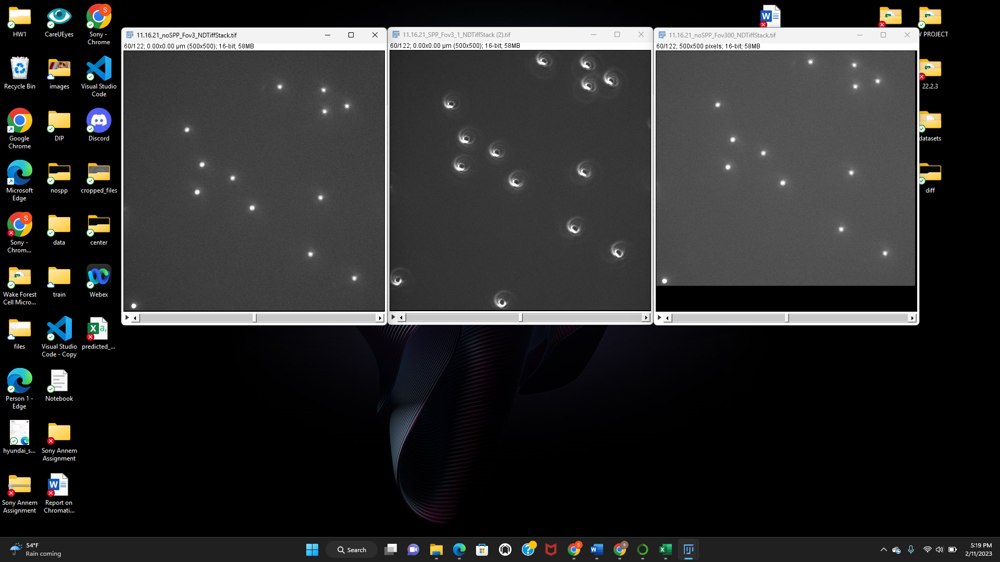 HW1
CareUEyes
Sony -
Chrome
Recycle Bin
images
Visual Studio
Code
Google
Chrome
DIP
Discord
Microsoft
Edge
nospp
cropped_files
Sony -
Chrom...
data
center
Wake Forest
Cell Micro...
train
Webex
files
Visual Studio
Code - Copy
predicted_...
Person 1 -
Edge
Notebook
hyundai_s...
Sony Annem
Assignment
Sony Annem
Assignment
Report on
Chromati...
11.16.21_noSPP_Fov3_NDTiffStack.tif
60/122; 0.00x0.00 µm (500x500); 16-bit; 58MB
11.16.21_SPP_Fov3_1_NDTiffStack (2).tif
60/122; 0.00x0.00 µm (500x500); 16-bit; 58MB
11.16.21_noSPP_Fov300_NDTiffStack.tif
60/122; 500x500 pixels; 16-bit; 58MB
Y PROJECT
22.2.3
datasets
diff
54°F
Rain coming
Search
5:19 PM
2/11/2023